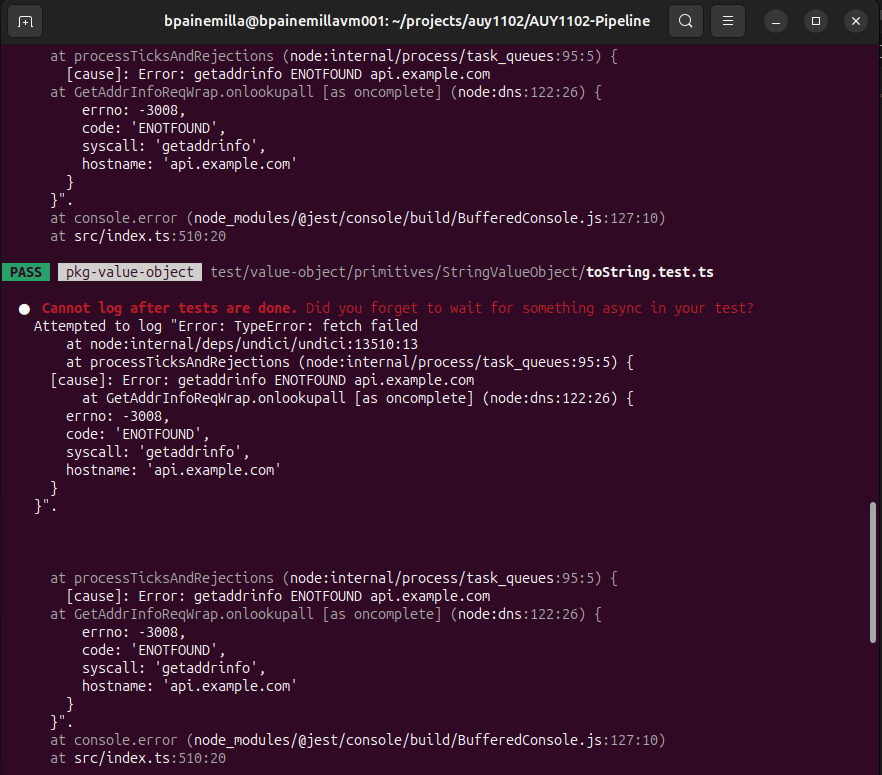 bpainemilla@bpainemillavm001: ~/projects/auy1102/AUY1102-Pipeline
at processTicksAndRejections (node:internal/process/task_queues:95:5) {
[cause]: Error: getaddrinfo ENOTFOUND api.example.com
at GetAddrInfoReqWrap.onlookupall [as oncomplete] (node:dns:122:26) {
errno: -3008,
code: 'ENOTFOUND',
syscall: 'getaddrinfo',
hostname: 'api.example.com'
}
}".
at console.error (node_modules/@jest/console/build/BufferedConsole.js:127:10)
at src/index.ts:510:20
PASS pkg-value-object test/value-object/primitives/StringValueObject/toString.test.ts
● Cannot log after tests are done. Did you forget to wait for something async in your test?
Attempted to log "Error: TypeError: fetch failed
at node:internal/deps/undici/undici:13510:13
at processTicksAndRejections (node:internal/process/task_queues:95:5) {
[cause]: Error: getaddrinfo ENOTFOUND api.example.com
at GetAddrInfoReqWrap.onlookupall [as oncomplete] (node:dns:122:26) {
errno: -3008,
code: 'ENOTFOUND',
syscall: 'getaddrinfo',
hostname: 'api.example.com'
}
}".
at processTicksAndRejections (node:internal/process/task_queues:95:5) {
[cause]: Error: getaddrinfo ENOTFOUND api.example.com
at GetAddrInfoReqWrap.onlookupall [as oncomplete] (node:dns:122:26) {
errno: -3008,
code: 'ENOTFOUND',
syscall: 'getaddrinfo',
hostname: 'api.example.com'
}
}".
at console.error (node_modules/@jest/console/build/BufferedConsole.js:127:10)
at src/index.ts:510:20